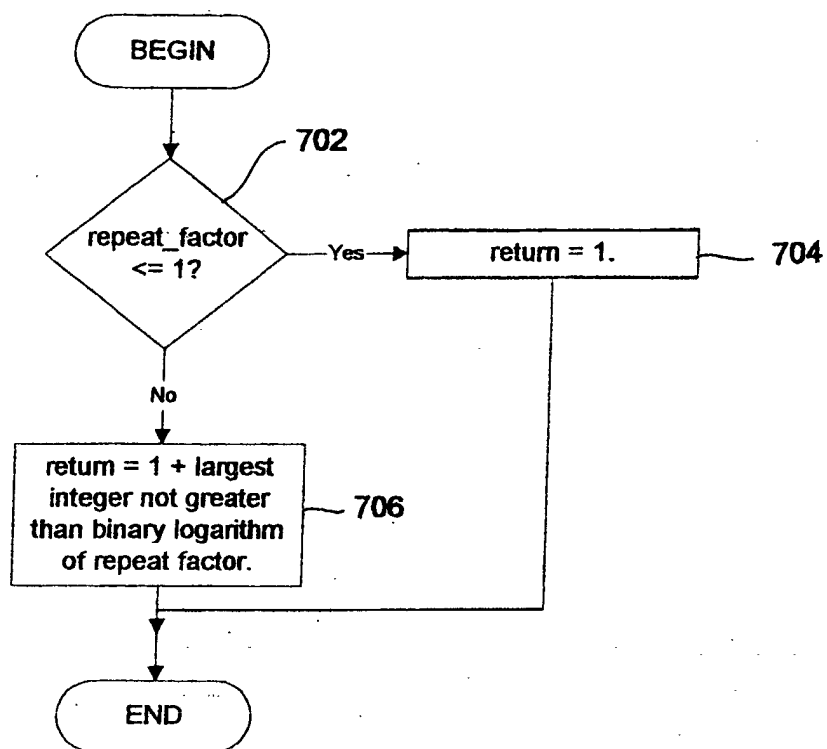 BEGIN
702
repeat_factor
<= 1?
Yes
return = 1.
704
No
return = 1 + largest
integer not greater
than binary logarithm
of repeat factor.
706
END